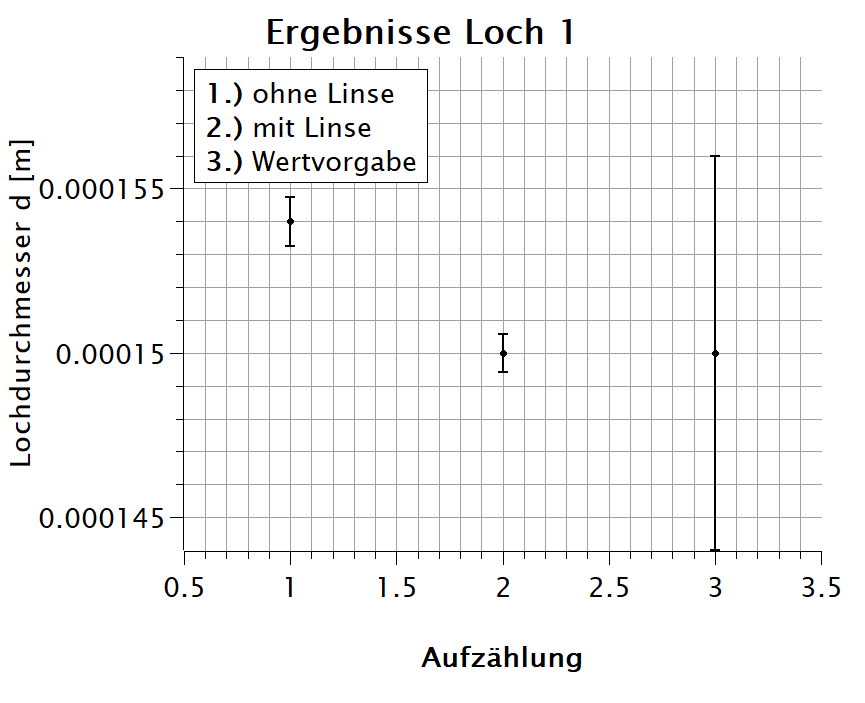 Ergebnisse Loch 1
1.) ohne Linse
2.) mit Linse
3.) Wertvorgabe
Lochdurchmesser d [m]
0.000155
0.00015
0.000145
0.5 1 1.5 2 2.5 3 3.5
Aufzählung